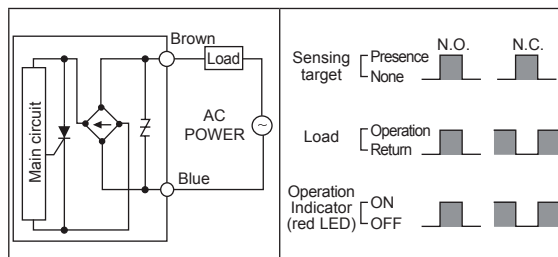 Brown
Load
Main circuit
AC
POWER
Blue
N.O.
N.C.
Sensing
target
Presence
None
Load
Operation
Return
Operation
Indicator
(red LED)
ON
OFF